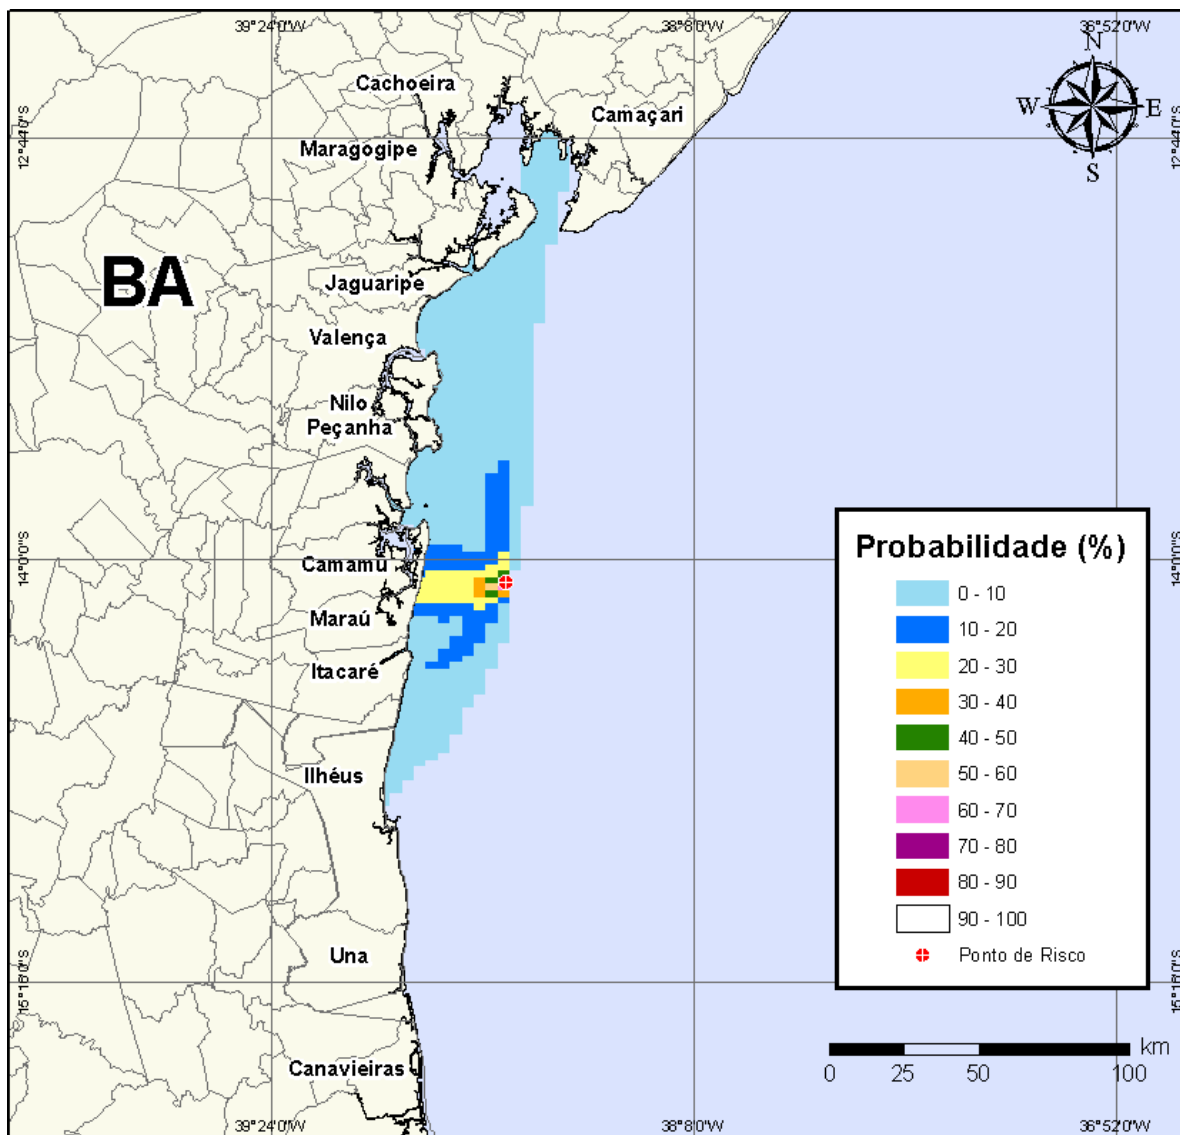 39°24'0"W
38°8'0"W
36°52'0"W
N
W
E
S
Cachoeira
Camaçari
12°44'0"S
12°44'0"S
Maragogipe
BA
Jaguaripe
Valença
Nilo
Peçanha
14°0'0"S
14°0'0"S
Camamu
Maraú
Itacaré
Ilhéus
Una
Canavieiras
15°16'0"S
15°16'0"S
Probabilidade (%)
0 - 10
10 - 20
20 - 30
30 - 40
40 - 50
50 - 60
60 - 70
70 - 80
80 - 90
90 - 100
Ponto de Risco
km
0
25
50
100
39°24'0"W
38°8'0"W
36°52'0"W